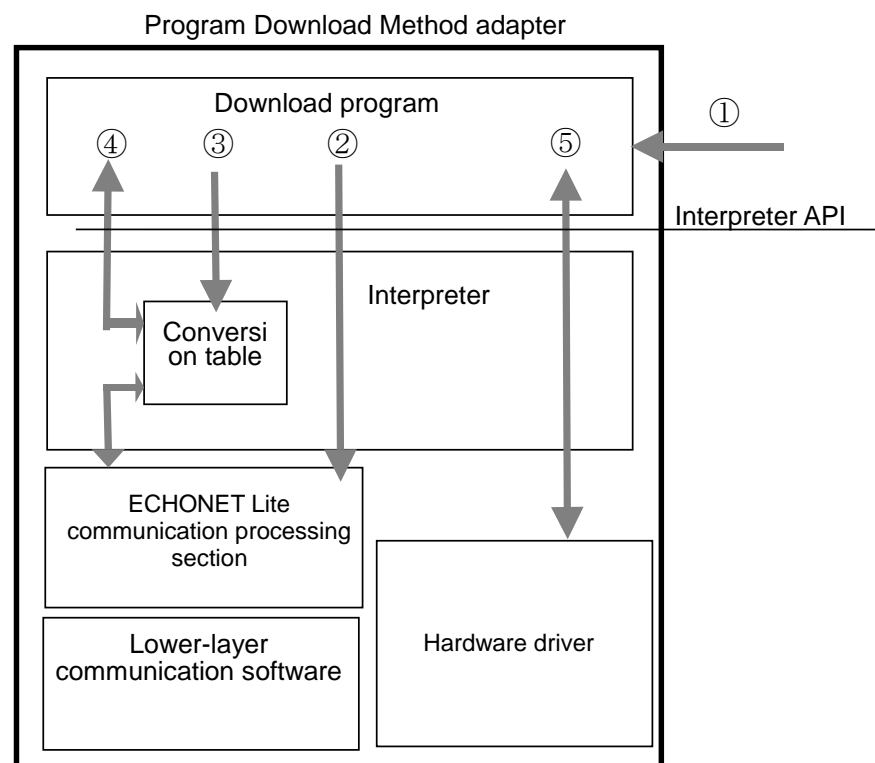 Program Download Method adapter
Download program
①
④ ③ ② ⑤
Interpreter API
Interpreter
Conversi
on table
ECHONET Lite
communication processing
section
Lower-layer
communication software
Hardware driver